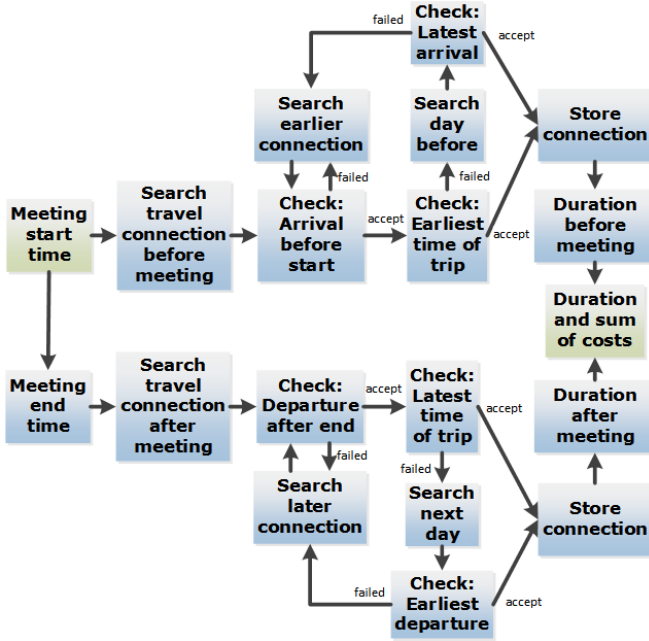 Check:
Latest
arrival
failed
accept
Search
earlier
connection
Search
day
before
Store
connection
failed
failed
Meeting
start
time
Search
travel
connection
before
meeting
Check:
Arrival
before
start
accept
Check:
Earliest
time of
trip
accept
Duration
before
meeting
Duration
and sum
of costs
Meeting
end
time
Search
travel
connection
after
meeting
Check:
Departure
after end
accept
Check:
Latest
time
of trip
accept
Duration
after
meeting
failed
failed
Search
later
connection
Search
next
day
Store
connection
failed
Check:
Earliest
departure
accept